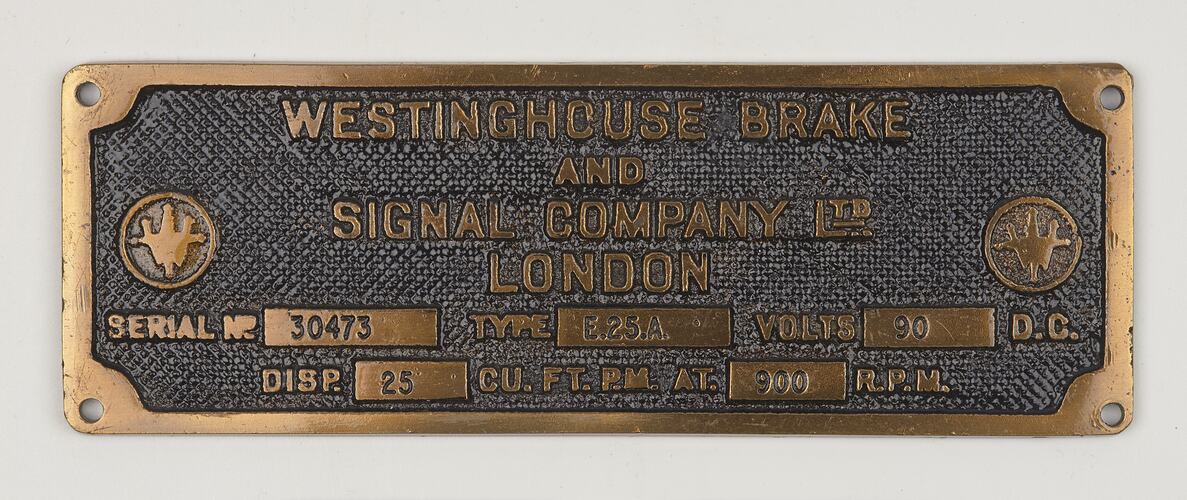 WESTINGHOUSE BRAKE
AND
SIGNAL COMPANY LTD
LONDON
SERIAL No. 30473 TYPE E.25.A. VOLTS 90 D.C.
DISP. 25 CU. FT. P.M. AT. 900 R.P.M.